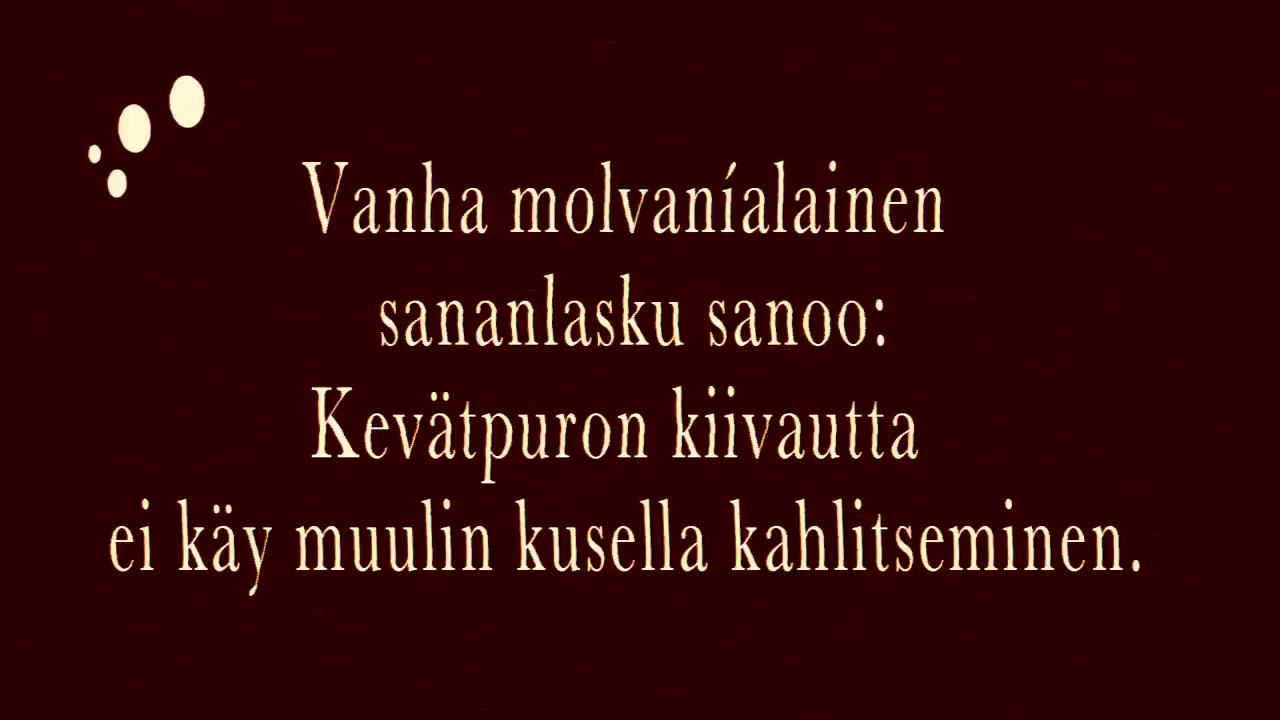 Vanha molvaníalainen
sananlasku sanoo:
Kevätpuron kiivautta
ei käy muulin kusella kahlitseminen.